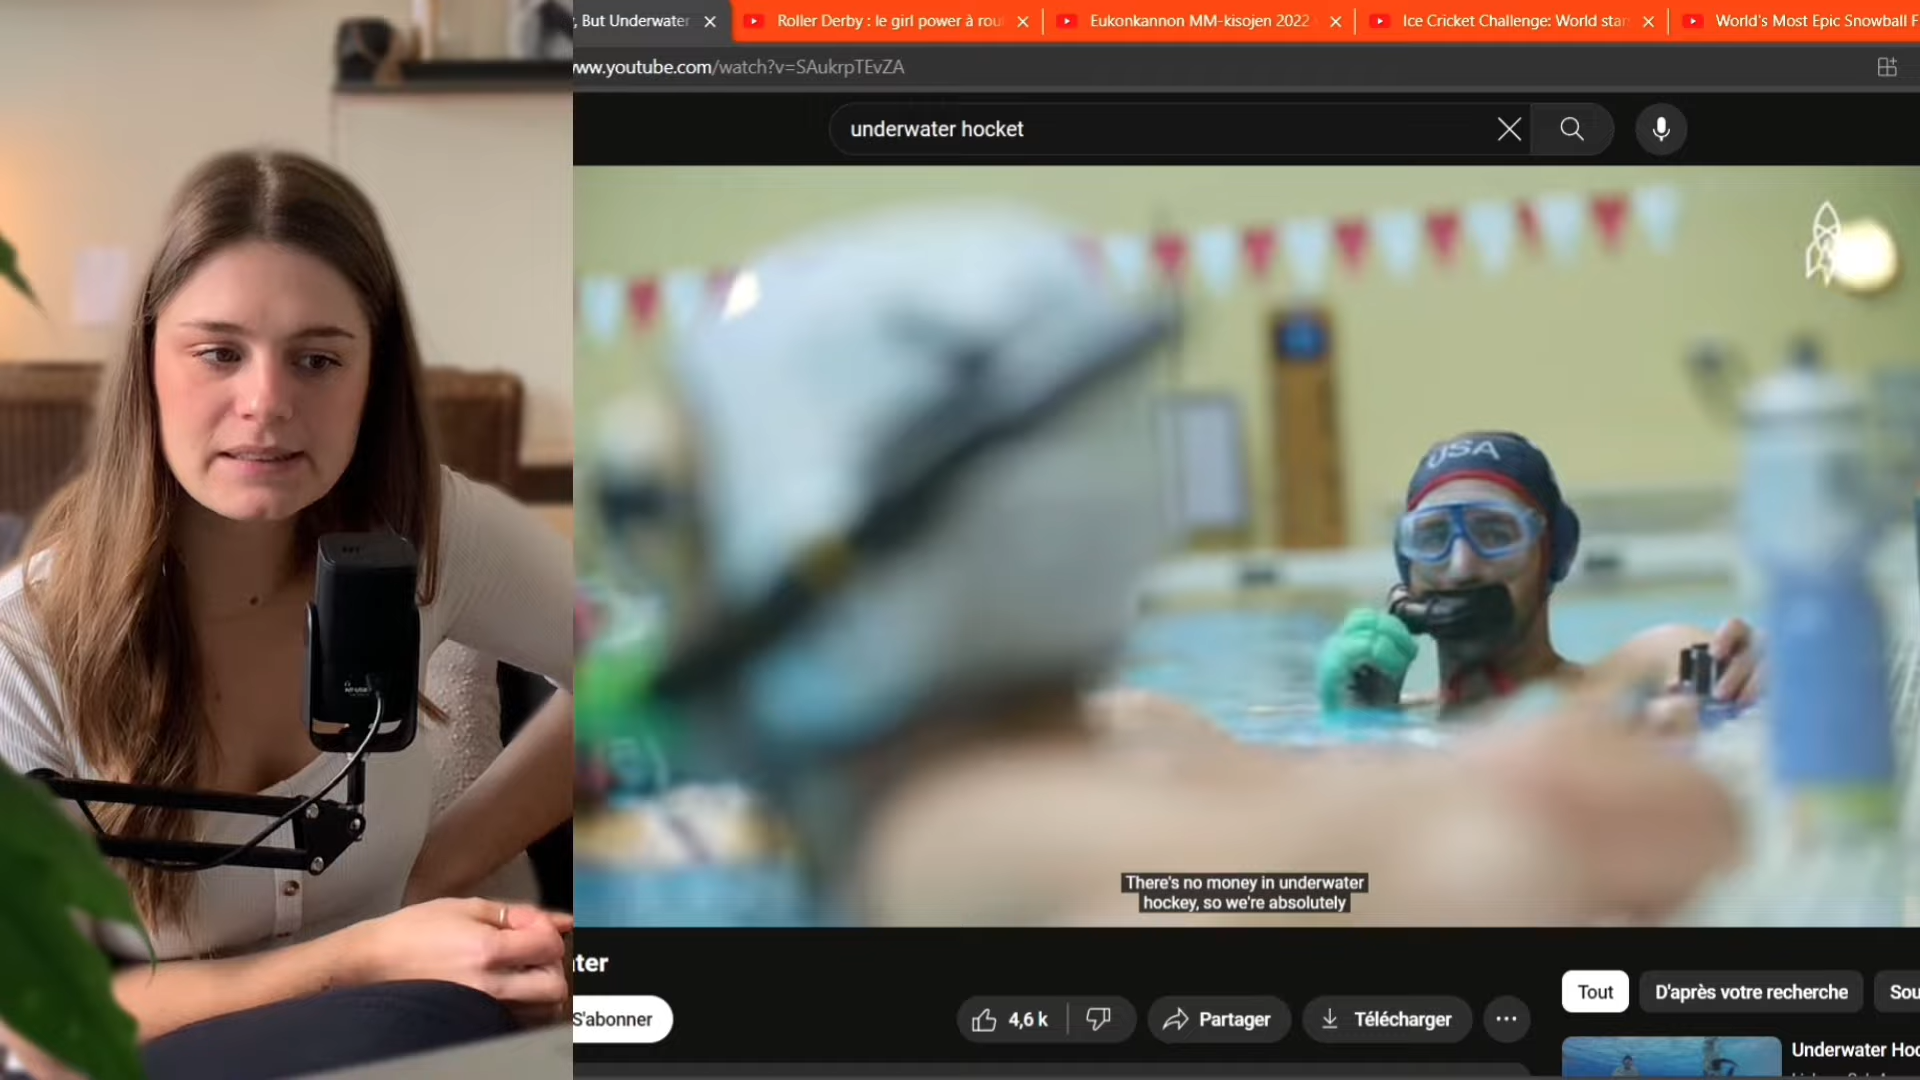 , But Underwater
Roller Derby : le girl power à rou
Eukonkannon MM-kisojen 2022
Ice Cricket Challenge: World star
World's Most Epic Snowball F
www.youtube.com/watch?v=SAukrpTEvZA
underwater hocket
USA
There's no money in underwater
hockey, so we're absolutely
ter
S'abonner
4,6 k
Partager
Télécharger
Tout
D'après votre recherche
Sou
Underwater Hoc